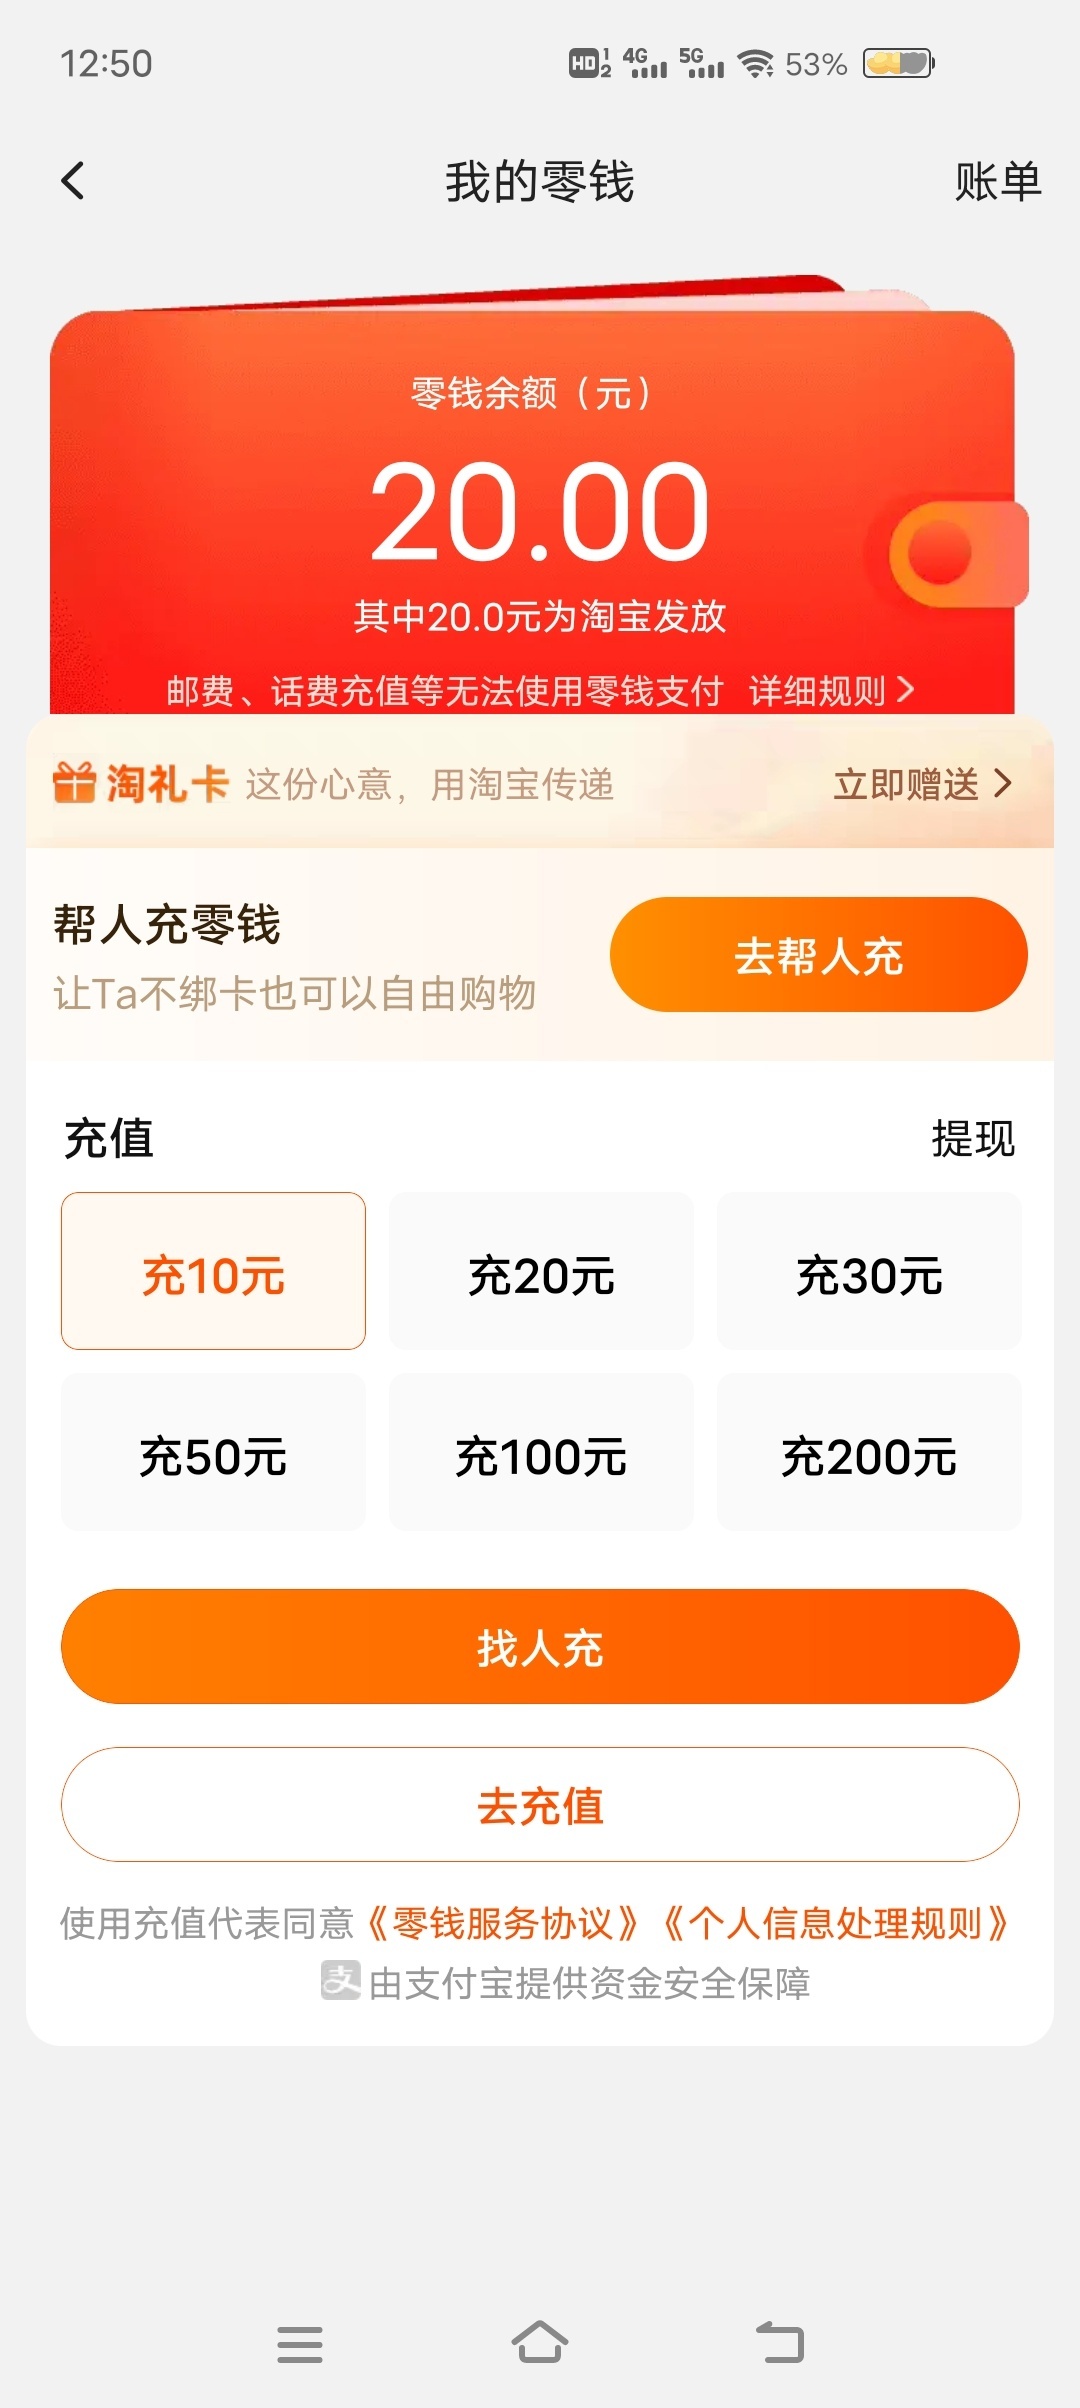 12:50 HD 1 2 4G 5G 53%
我的零钱 账单
零钱余额（元）
20.00
其中20.0元为淘宝发放
邮费、话费充值等无法使用零钱支付 详细规则
淘礼卡 这份心意，用淘宝传递 立即赠送
帮人充零钱
去帮人充
让Ta不绑卡也可以自由购物
充值 提现
充10元 充20元 充30元
充50元 充100元 充200元
找人充
去充值
使用充值代表同意《零钱服务协议》《个人信息处理规则》
支 由支付宝提供资金安全保障